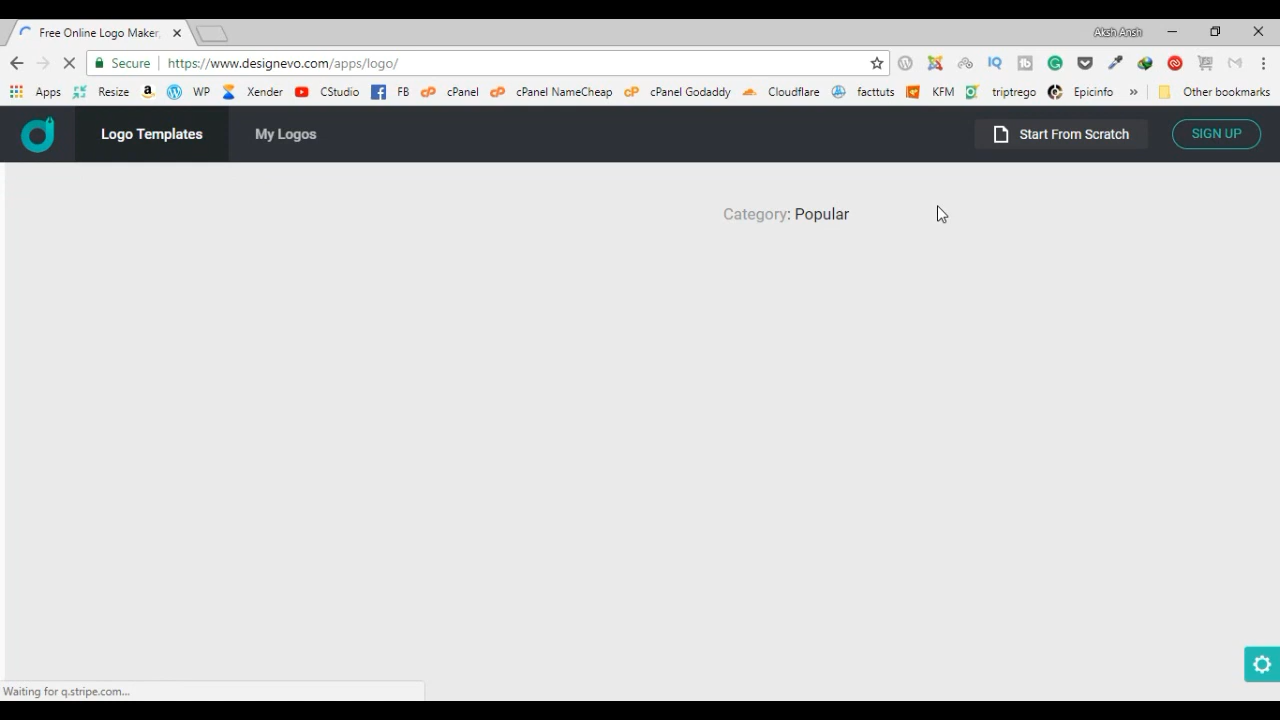 Free Online Logo Maker,
Aksh Ansh
Secure https://www.designevo.com/apps/logo/
Apps Resize WP Xender CStudio FB cPanel cPanel NameCheap cPanel Godaddy Cloudflare factuts KFM triptrego Epicinfo » Other bookmarks
Logo Templates My Logos Start From Scratch SIGN UP
Category: Popular
Waiting for q.stripe.com...